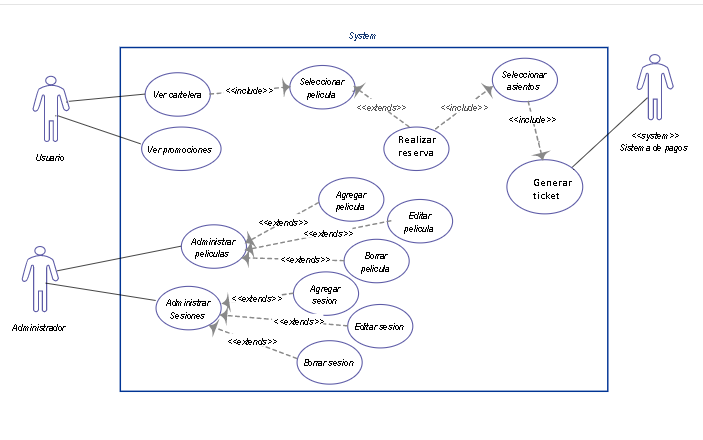 System
Ver cartelera
<<include>>
Seleccionar
pelicula
<<extends>>
Realizar
reserva
<<include>>
Seleccionar
asientos
<<include>>
Generar
ticket
<<system>>
Sistema de pagos
Usuario
Ver promociones
Administrador
Administrar
peliculas
<<extends>>
Agregar
pelicula
<<extends>>
Editar
pelicula
<<extends>>
Borrar
pelicula
Administrar
Sesiones
<<extends>>
Agregar
sesion
<<extends>>
Editar sesion
<<extends>>
Borrar sesion